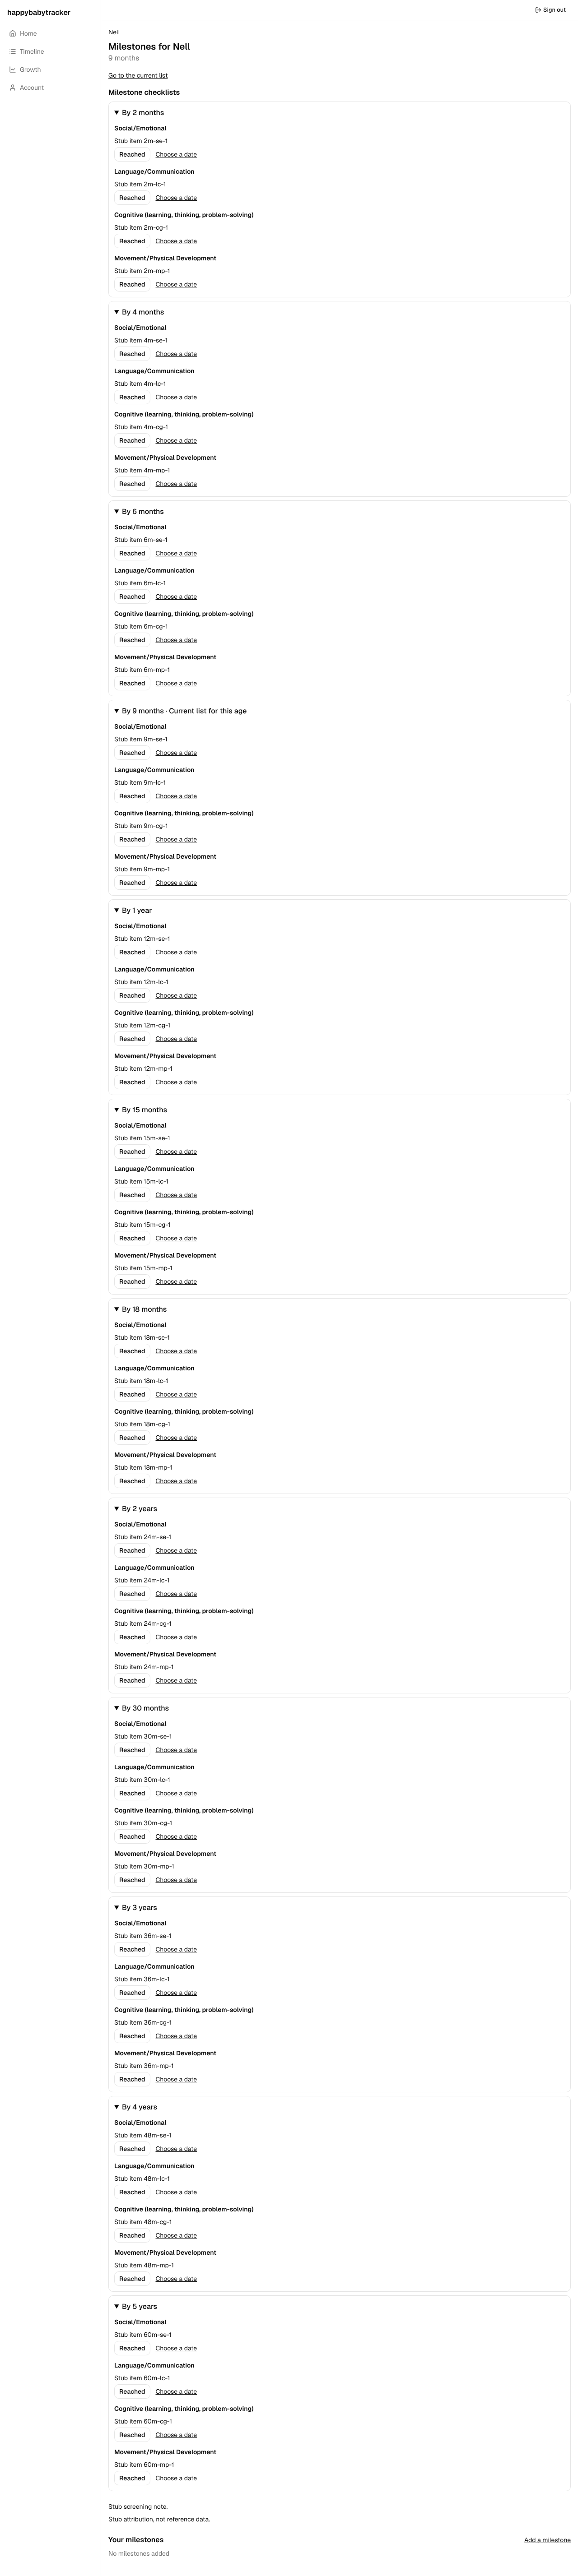 happybabytracker
Home
Timeline
Growth
Account
Sign out
Nell
Milestones for Nell
9 months
Go to the current list
Milestone checklists
▼ By 2 months
Social/Emotional
Stub item 2m-se-1
Reached Choose a date
Language/Communication
Stub item 2m-lc-1
Reached Choose a date
Cognitive (learning, thinking, problem-solving)
Stub item 2m-cg-1
Reached Choose a date
Movement/Physical Development
Stub item 2m-mp-1
Reached Choose a date
▼ By 4 months
Social/Emotional
Stub item 4m-se-1
Reached Choose a date
Language/Communication
Stub item 4m-lc-1
Reached Choose a date
Cognitive (learning, thinking, problem-solving)
Stub item 4m-cg-1
Reached Choose a date
Movement/Physical Development
Stub item 4m-mp-1
Reached Choose a date
▼ By 6 months
Social/Emotional
Stub item 6m-se-1
Reached Choose a date
Language/Communication
Stub item 6m-lc-1
Reached Choose a date
Cognitive (learning, thinking, problem-solving)
Stub item 6m-cg-1
Reached Choose a date
Movement/Physical Development
Stub item 6m-mp-1
Reached Choose a date
▼ By 9 months · Current list for this age
Social/Emotional
Stub item 9m-se-1
Reached Choose a date
Language/Communication
Stub item 9m-lc-1
Reached Choose a date
Cognitive (learning, thinking, problem-solving)
Stub item 9m-cg-1
Reached Choose a date
Movement/Physical Development
Stub item 9m-mp-1
Reached Choose a date
▼ By 1 year
Social/Emotional
Stub item 12m-se-1
Reached Choose a date
Language/Communication
Stub item 12m-lc-1
Reached Choose a date
Cognitive (learning, thinking, problem-solving)
Stub item 12m-cg-1
Reached Choose a date
Movement/Physical Development
Stub item 12m-mp-1
Reached Choose a date
▼ By 15 months
Social/Emotional
Stub item 15m-se-1
Reached Choose a date
Language/Communication
Stub item 15m-lc-1
Reached Choose a date
Cognitive (learning, thinking, problem-solving)
Stub item 15m-cg-1
Reached Choose a date
Movement/Physical Development
Stub item 15m-mp-1
Reached Choose a date
▼ By 18 months
Social/Emotional
Stub item 18m-se-1
Reached Choose a date
Language/Communication
Stub item 18m-lc-1
Reached Choose a date
Cognitive (learning, thinking, problem-solving)
Stub item 18m-cg-1
Reached Choose a date
Movement/Physical Development
Stub item 18m-mp-1
Reached Choose a date
▼ By 2 years
Social/Emotional
Stub item 24m-se-1
Reached Choose a date
Language/Communication
Stub item 24m-lc-1
Reached Choose a date
Cognitive (learning, thinking, problem-solving)
Stub item 24m-cg-1
Reached Choose a date
Movement/Physical Development
Stub item 24m-mp-1
Reached Choose a date
▼ By 30 months
Social/Emotional
Stub item 30m-se-1
Reached Choose a date
Language/Communication
Stub item 30m-lc-1
Reached Choose a date
Cognitive (learning, thinking, problem-solving)
Stub item 30m-cg-1
Reached Choose a date
Movement/Physical Development
Stub item 30m-mp-1
Reached Choose a date
▼ By 3 years
Social/Emotional
Stub item 36m-se-1
Reached Choose a date
Language/Communication
Stub item 36m-lc-1
Reached Choose a date
Cognitive (learning, thinking, problem-solving)
Stub item 36m-cg-1
Reached Choose a date
Movement/Physical Development
Stub item 36m-mp-1
Reached Choose a date
▼ By 4 years
Social/Emotional
Stub item 48m-se-1
Reached Choose a date
Language/Communication
Stub item 48m-lc-1
Reached Choose a date
Cognitive (learning, thinking, problem-solving)
Stub item 48m-cg-1
Reached Choose a date
Movement/Physical Development
Stub item 48m-mp-1
Reached Choose a date
▼ By 5 years
Social/Emotional
Stub item 60m-se-1
Reached Choose a date
Language/Communication
Stub item 60m-lc-1
Reached Choose a date
Cognitive (learning, thinking, problem-solving)
Stub item 60m-cg-1
Reached Choose a date
Movement/Physical Development
Stub item 60m-mp-1
Reached Choose a date
Stub screening note.
Stub attribution, not reference data.
Your milestones Add a milestone
No milestones added